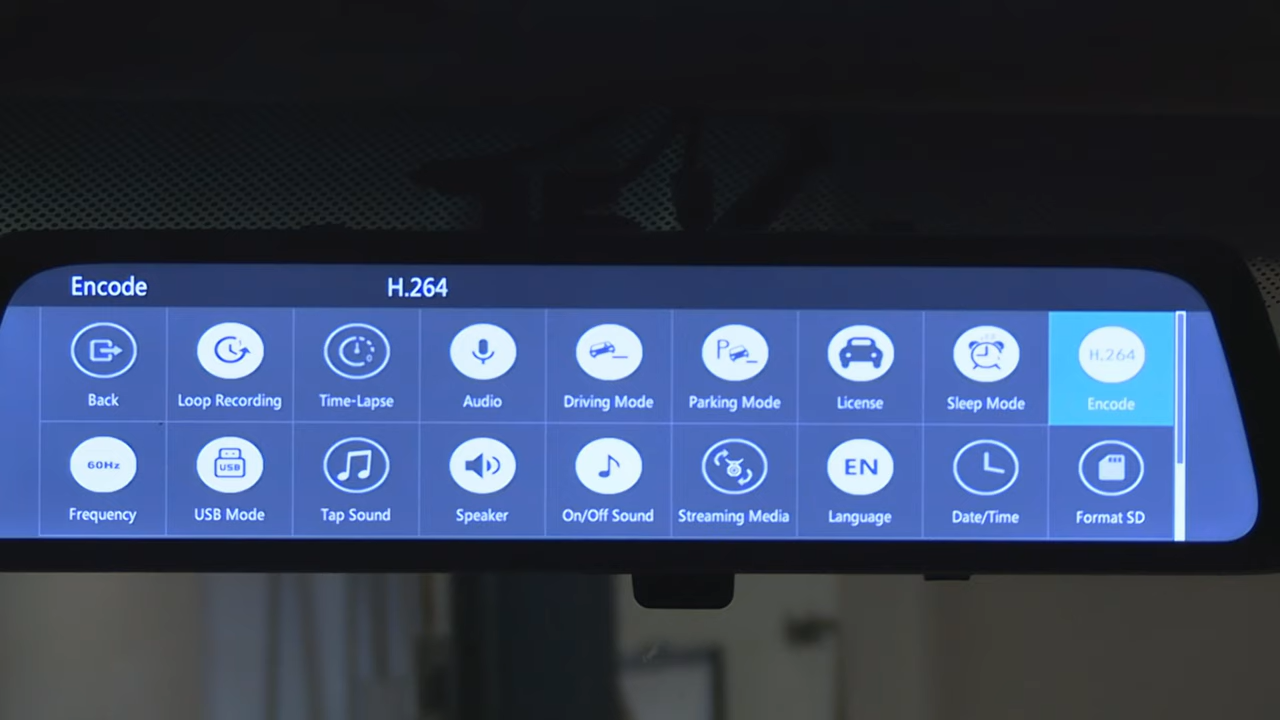 Encode H.264
H.264
Back Loop Recording Time-Lapse Audio Driving Mode P Parking Mode License Sleep Mode Encode
60Hz USB EN
Frequency USB Mode Tap Sound Speaker On/Off Sound Streaming Media Language Date/Time Format SD